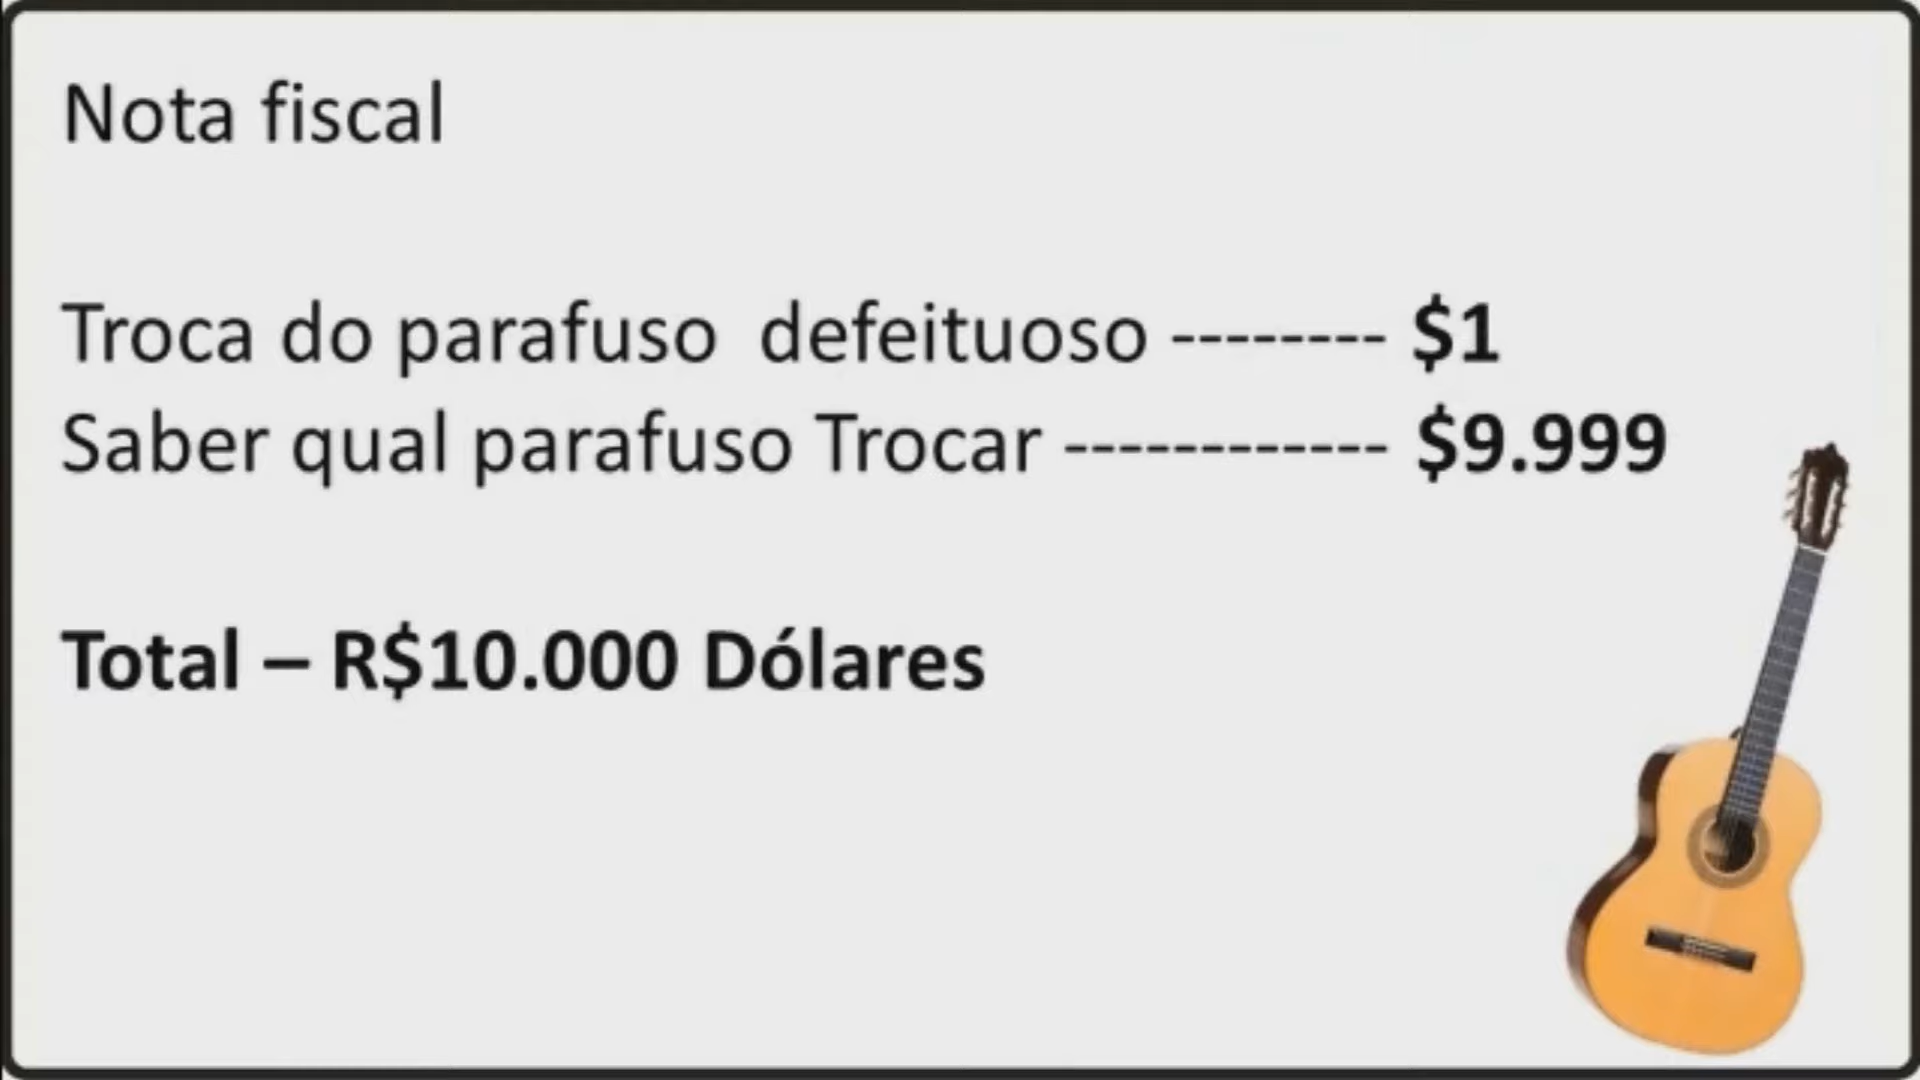 Nota fiscal
Troca do parafuso  defeituoso -------- $1
Saber qual parafuso Trocar ------------ $9.999
Total – R$10.000 Dólares